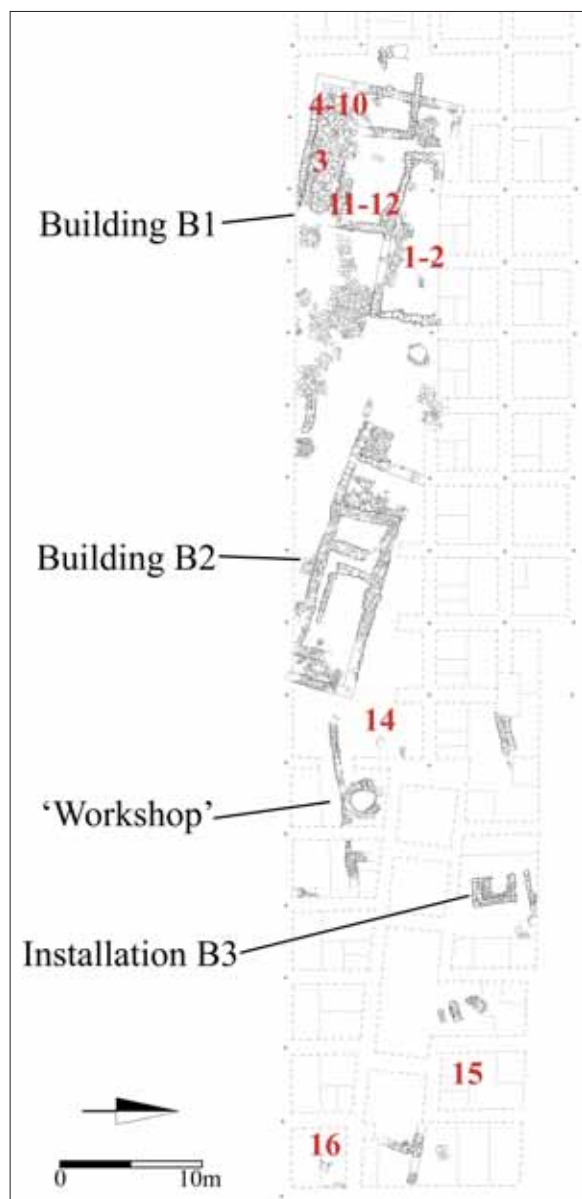 4-10
3
11-12
Building B1
1-2
Building B2
14
‘Workshop’
Installation B3
15
16
0 10m